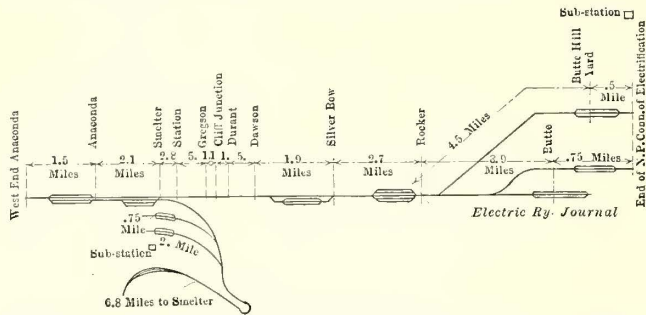 Sub-station
Butte Hill
Yard
.5
Mile
End of N.P. Conn. of Electrification
West End Anaconda
Anaconda
Smelter
Station
Gregson
Cliff Junction
Durant
Dawson
Silver Bow
Rocker
4.5 Miles
Butte
1.5
Miles
2.1
Miles
2.8
5.
1.1
1.
1.9
Miles
2.7
Miles
Miles
.75 Miles
Electric Ry. Journal
.75
Mile
2. Mile
Sub-station
6.8 Miles to Smelter